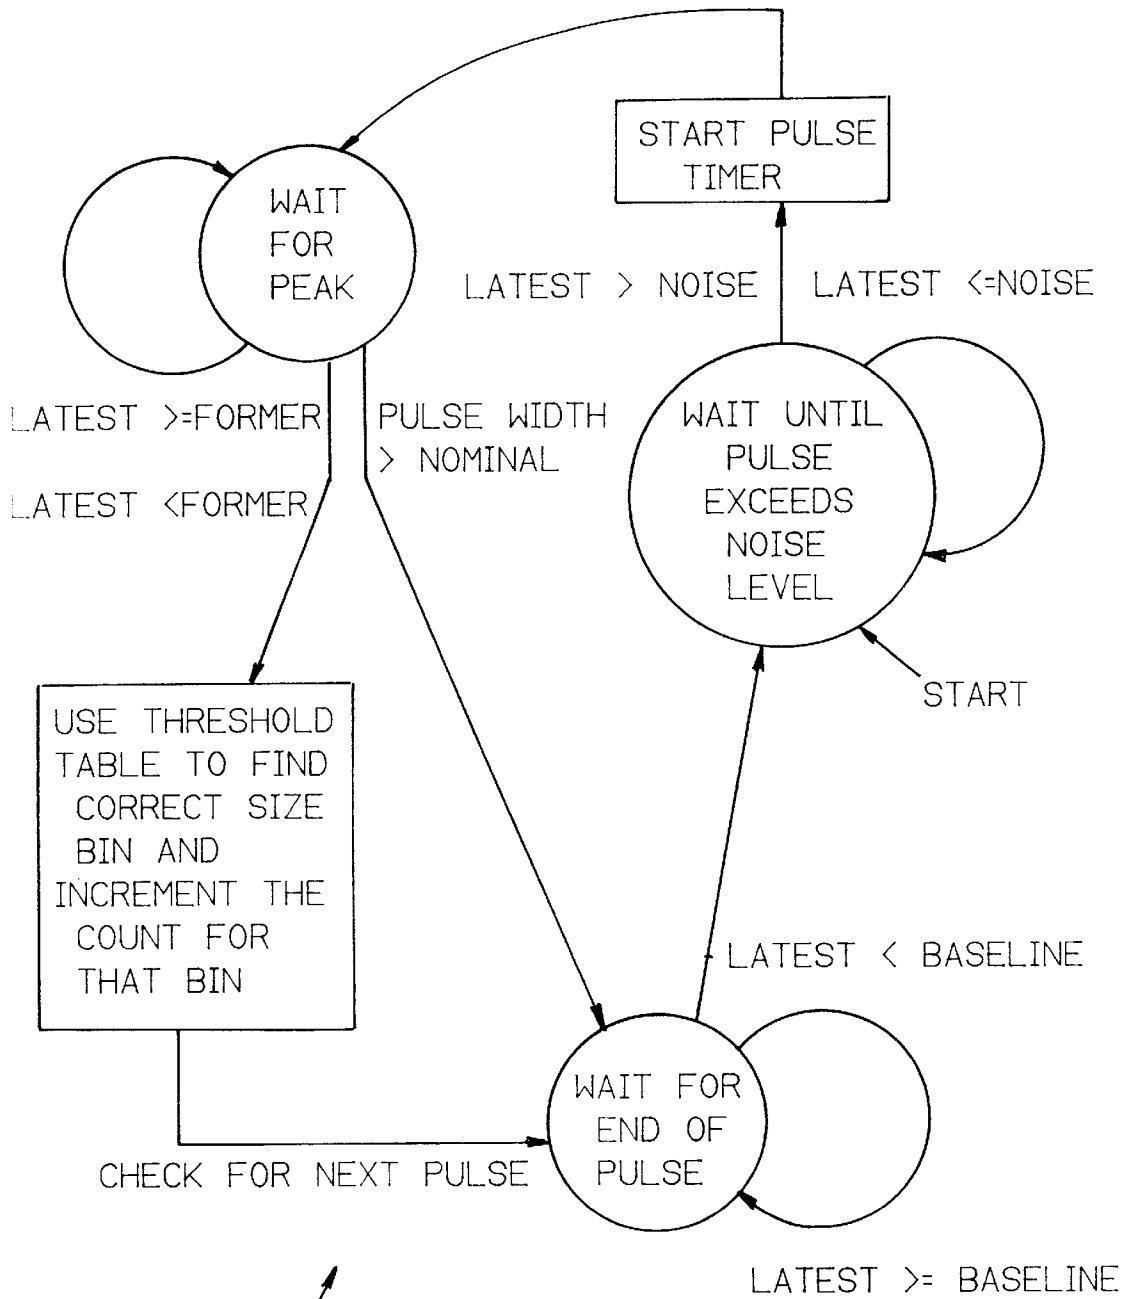 START PULSE
TIMER
WAIT
FOR
PEAK
LATEST > NOISE
LATEST <=NOISE
LATEST >=FORMER
PULSE WIDTH
> NOMINAL
LATEST <FORMER
WAIT UNTIL
PULSE
EXCEEDS
NOISE
LEVEL
START
USE THRESHOLD
TABLE TO FIND
CORRECT SIZE
BIN AND
INCREMENT THE
COUNT FOR
THAT BIN
LATEST < BASELINE
WAIT FOR
END OF
PULSE
CHECK FOR NEXT PULSE
LATEST >= BASELINE